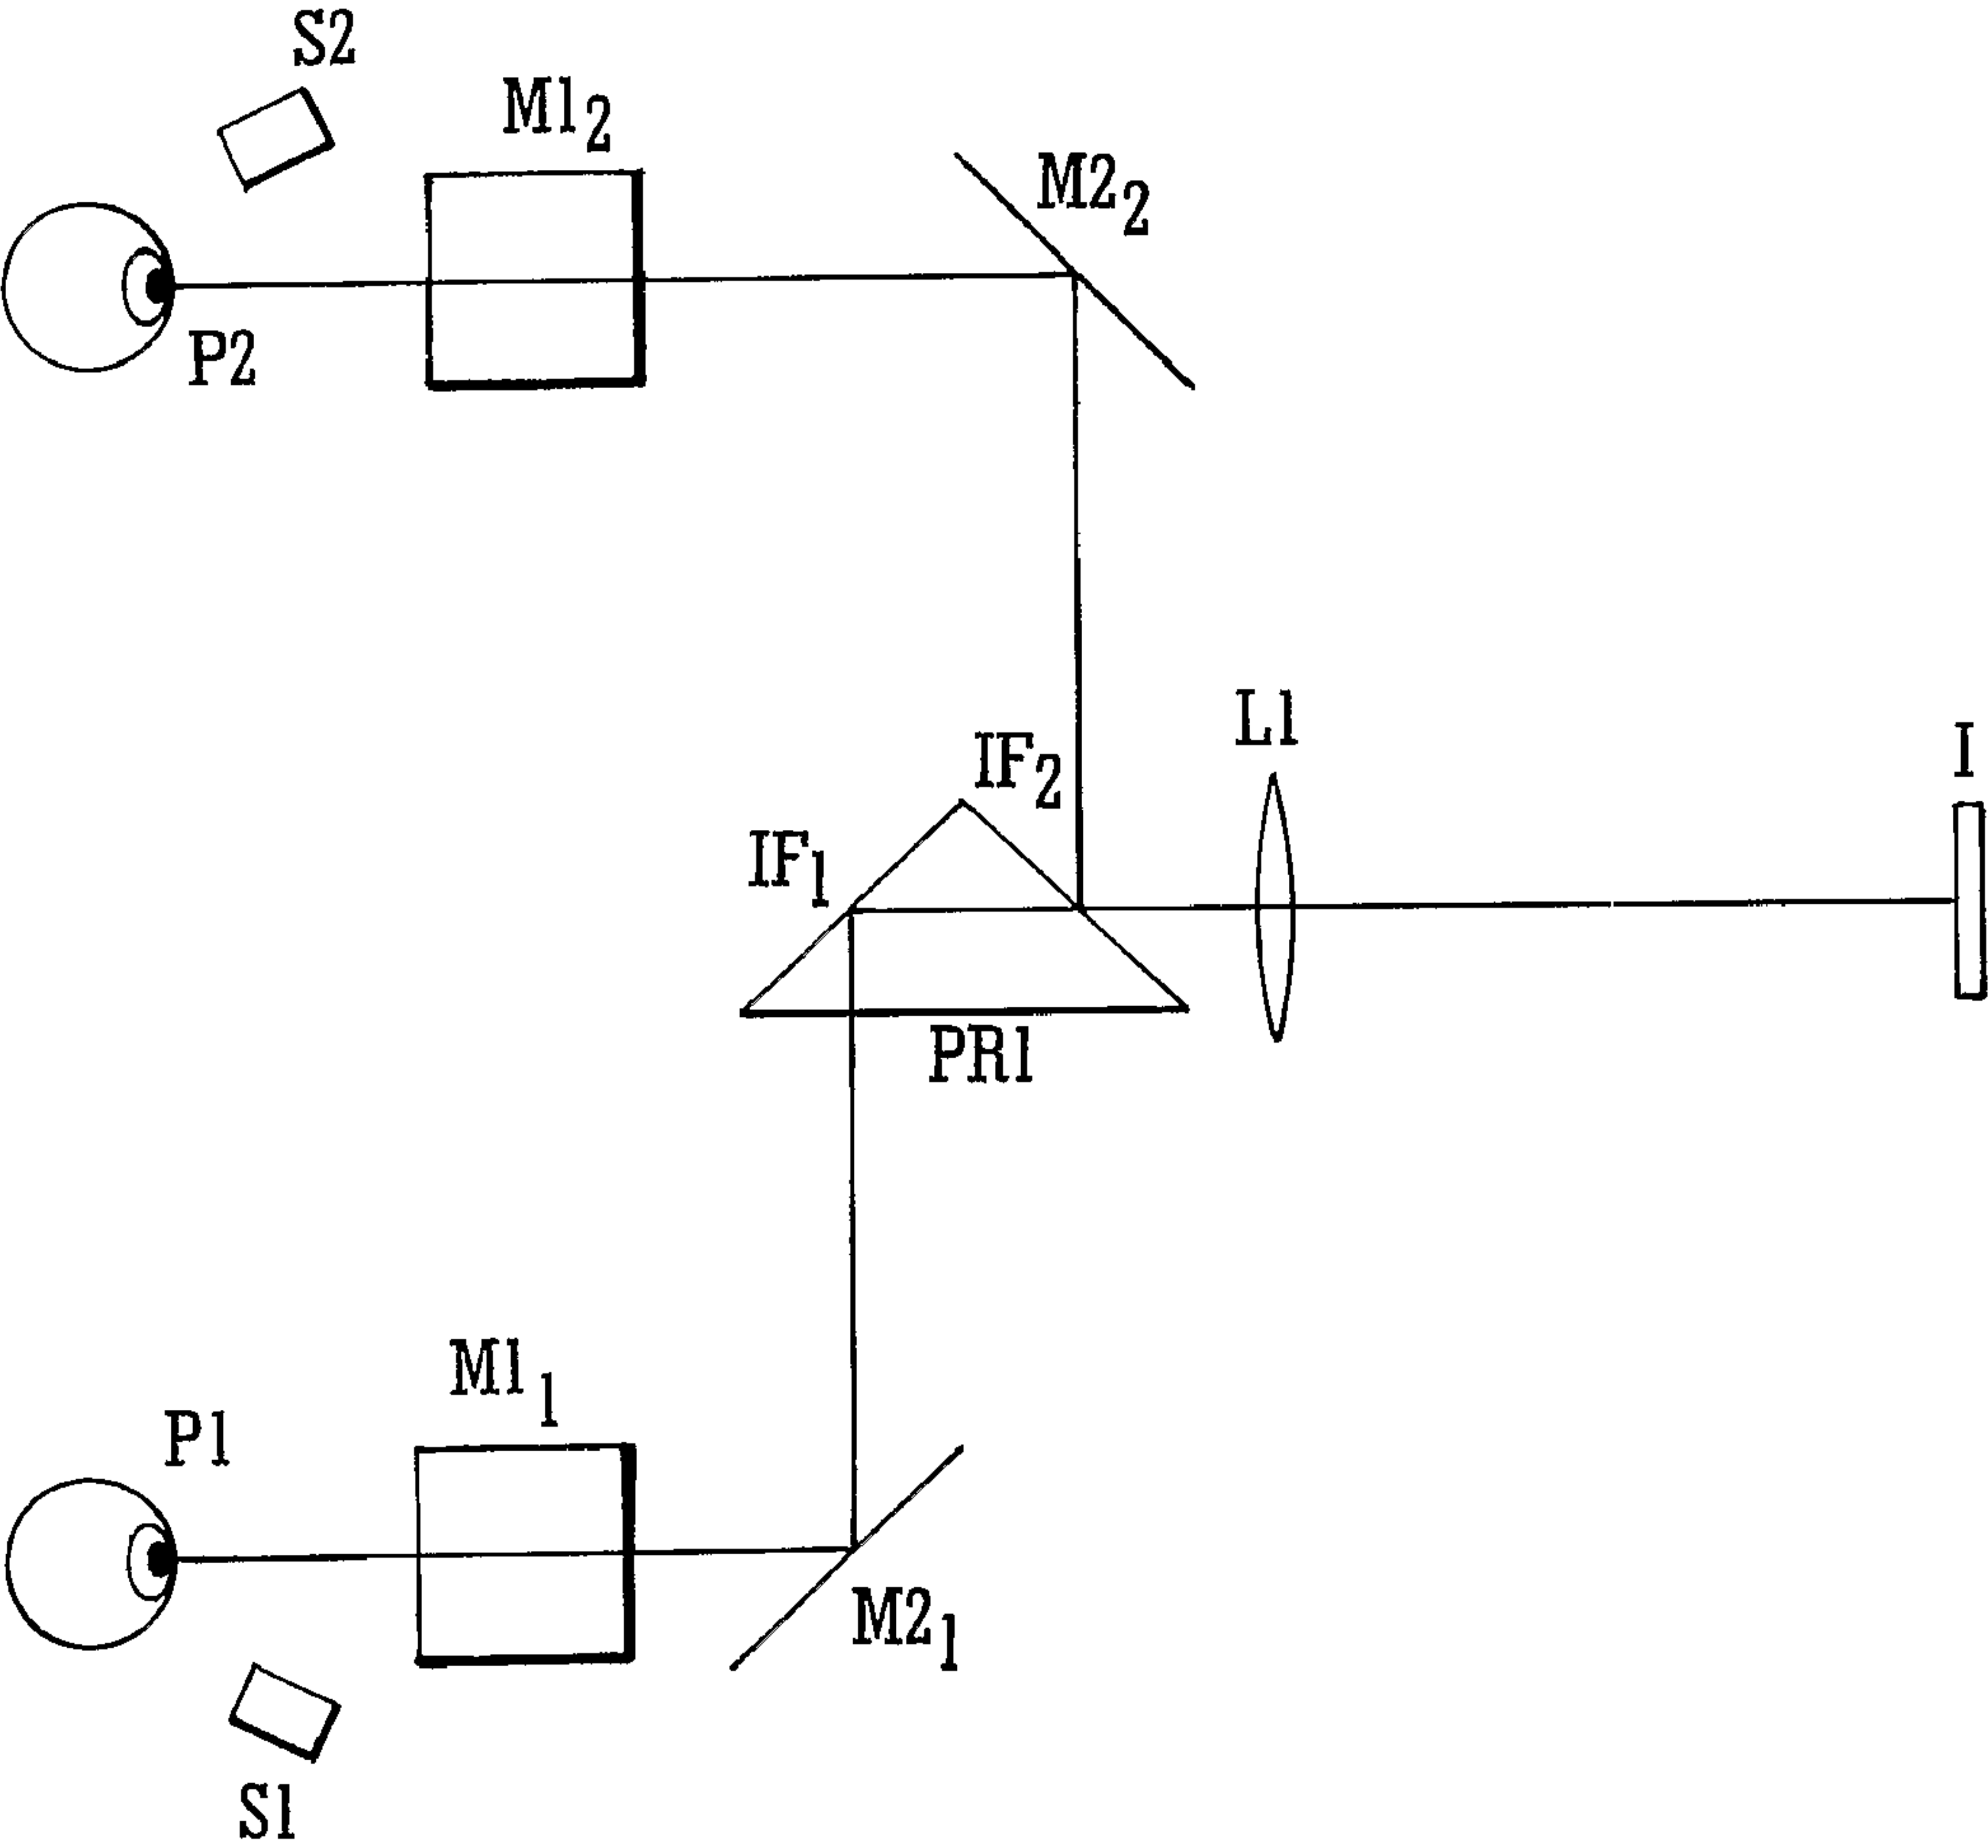 S2
M1₂
M2₂
P2
L1
I
IF₂
IF₁
PR1
M1₁
P1
M2₁
S1